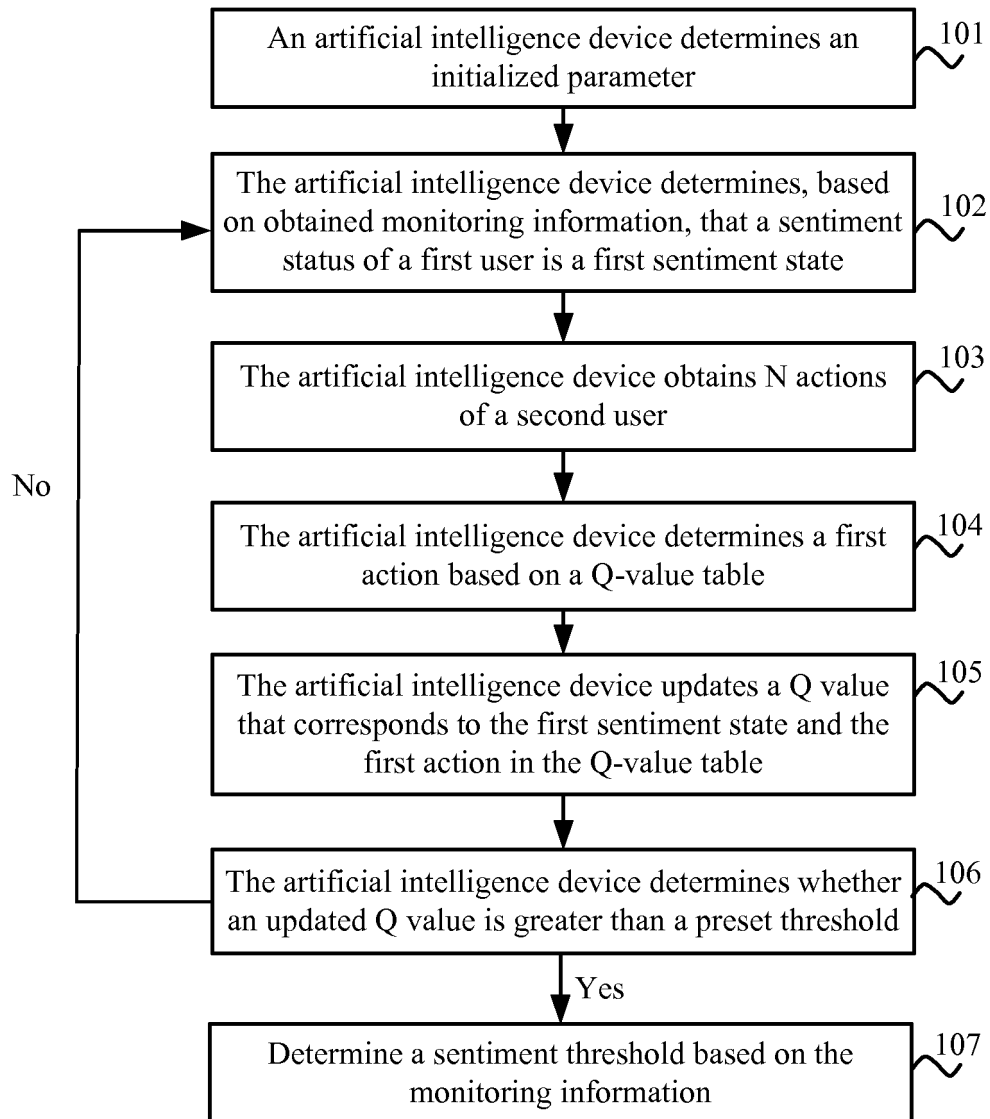 An artificial intelligence device determines an
initialized parameter
101
The artificial intelligence device determines, based
on obtained monitoring information, that a sentiment
status of a first user is a first sentiment state
102
The artificial intelligence device obtains N actions
of a second user
103
No
The artificial intelligence device determines a first
action based on a Q-value table
104
The artificial intelligence device updates a Q value
that corresponds to the first sentiment state and the
first action in the Q-value table
105
The artificial intelligence device determines whether
an updated Q value is greater than a preset threshold
106
Yes
Determine a sentiment threshold based on the
monitoring information
107